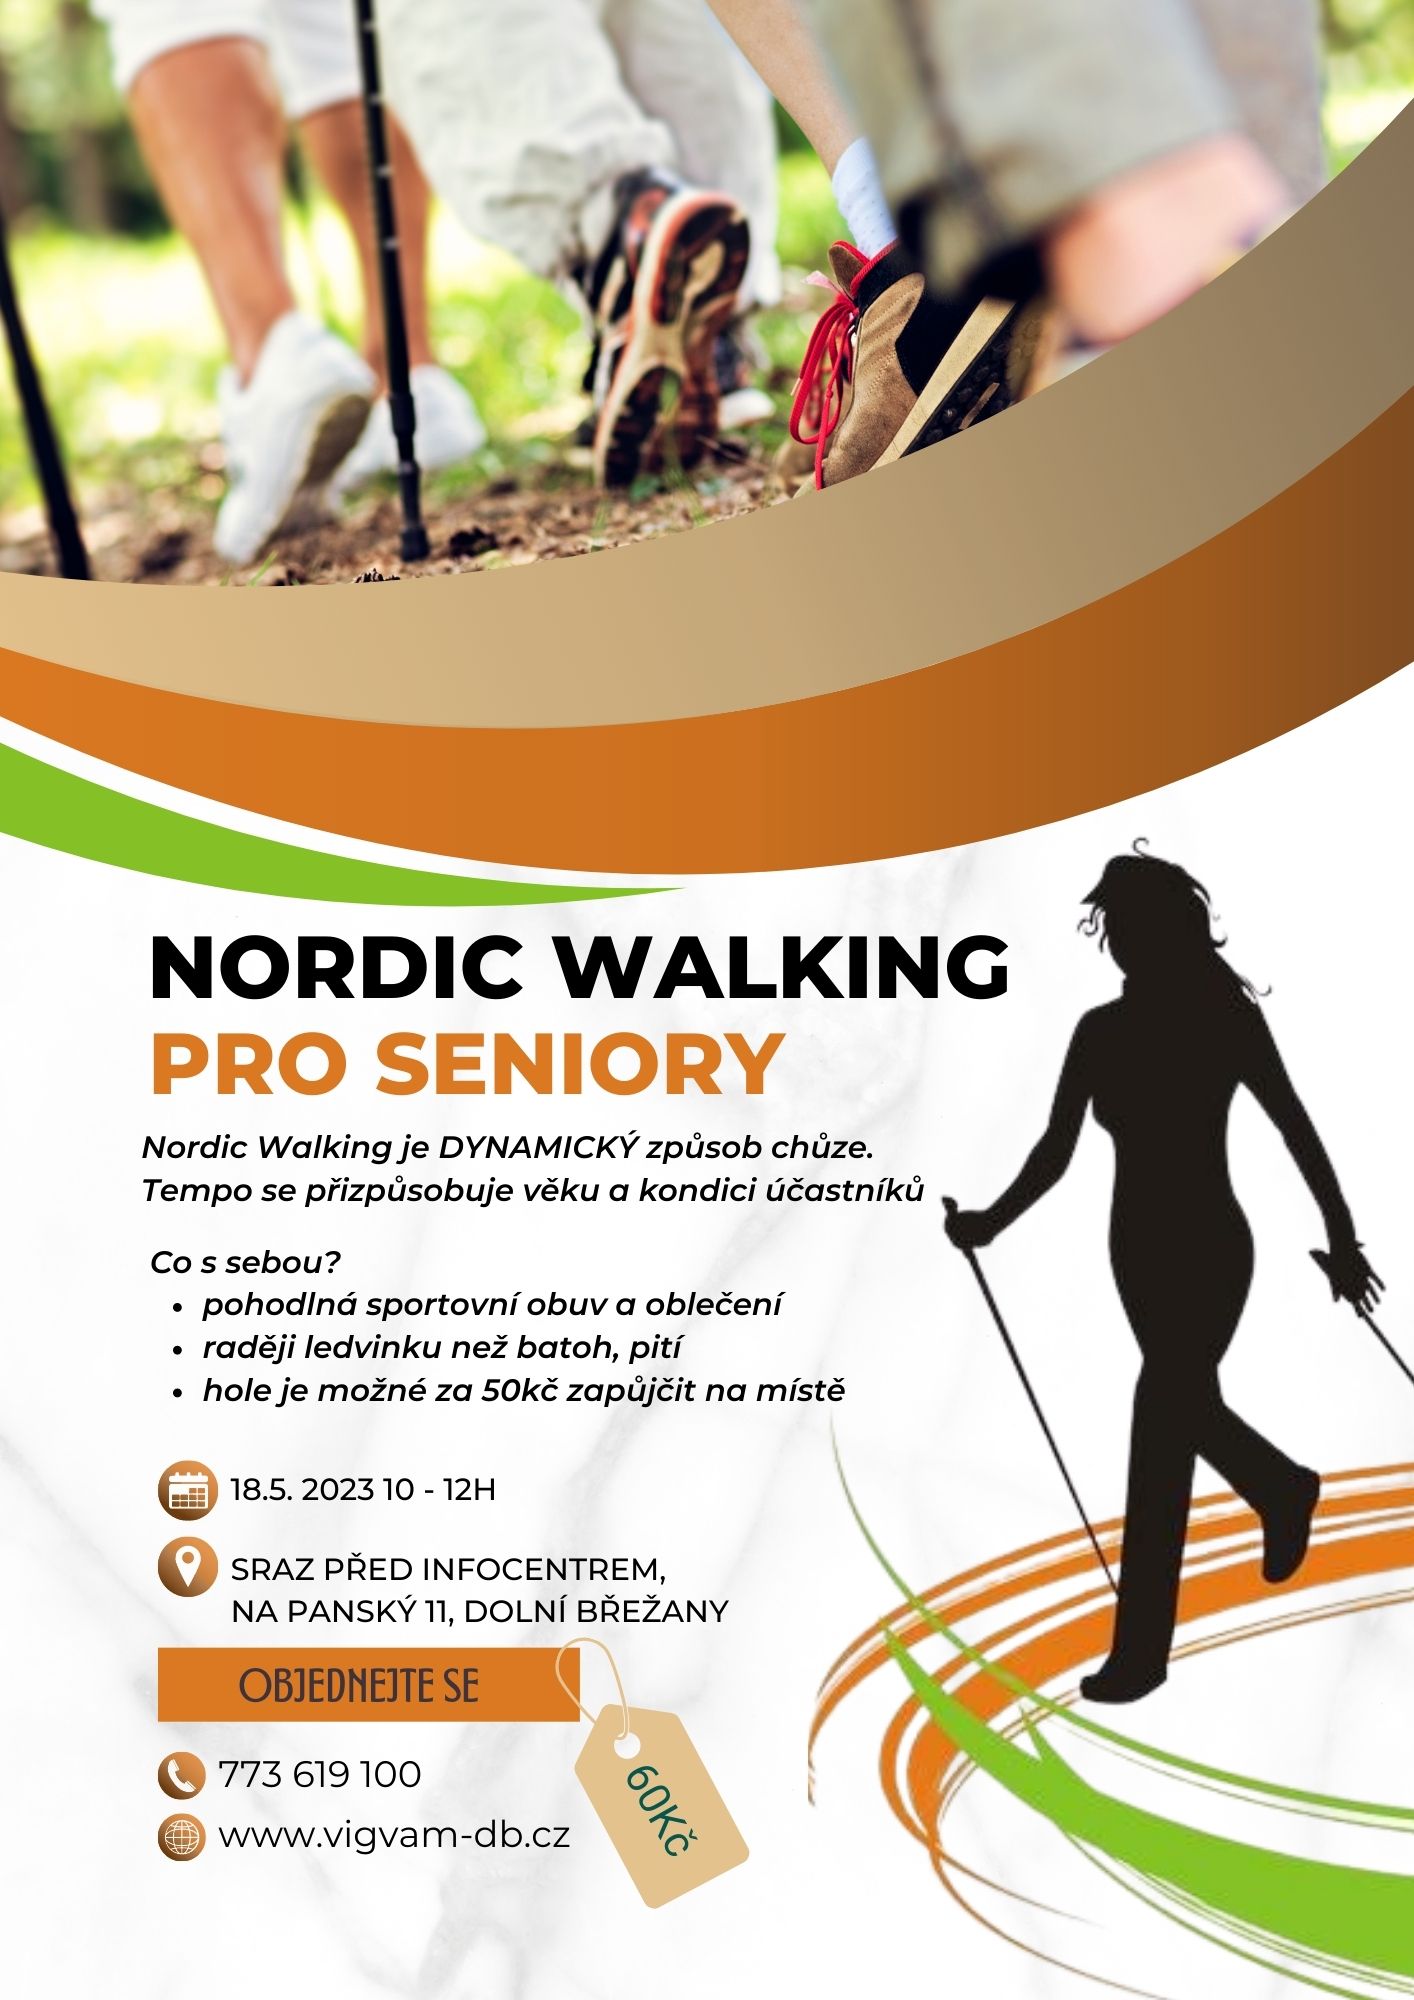 NORDIC WALKING
PRO SENIORY
Nordic Walking je DYNAMICKÝ způsob chůze.
Tempo se přizpůsobuje věku a kondici účastníků
Co s sebou?
• pohodlná sportovní obuv a oblečení
• raději ledvinku než batoh, pití
• hole je možné za 50kč zapůjčit na místě
18.5. 2023 10 - 12H
SRAZ PŘED INFOCENTREM,
NA PANSKÝ 11, DOLNÍ BŘEŽANY
OBJEDNEJTE SE
60Kč
773 619 100
www.vigvam-db.cz